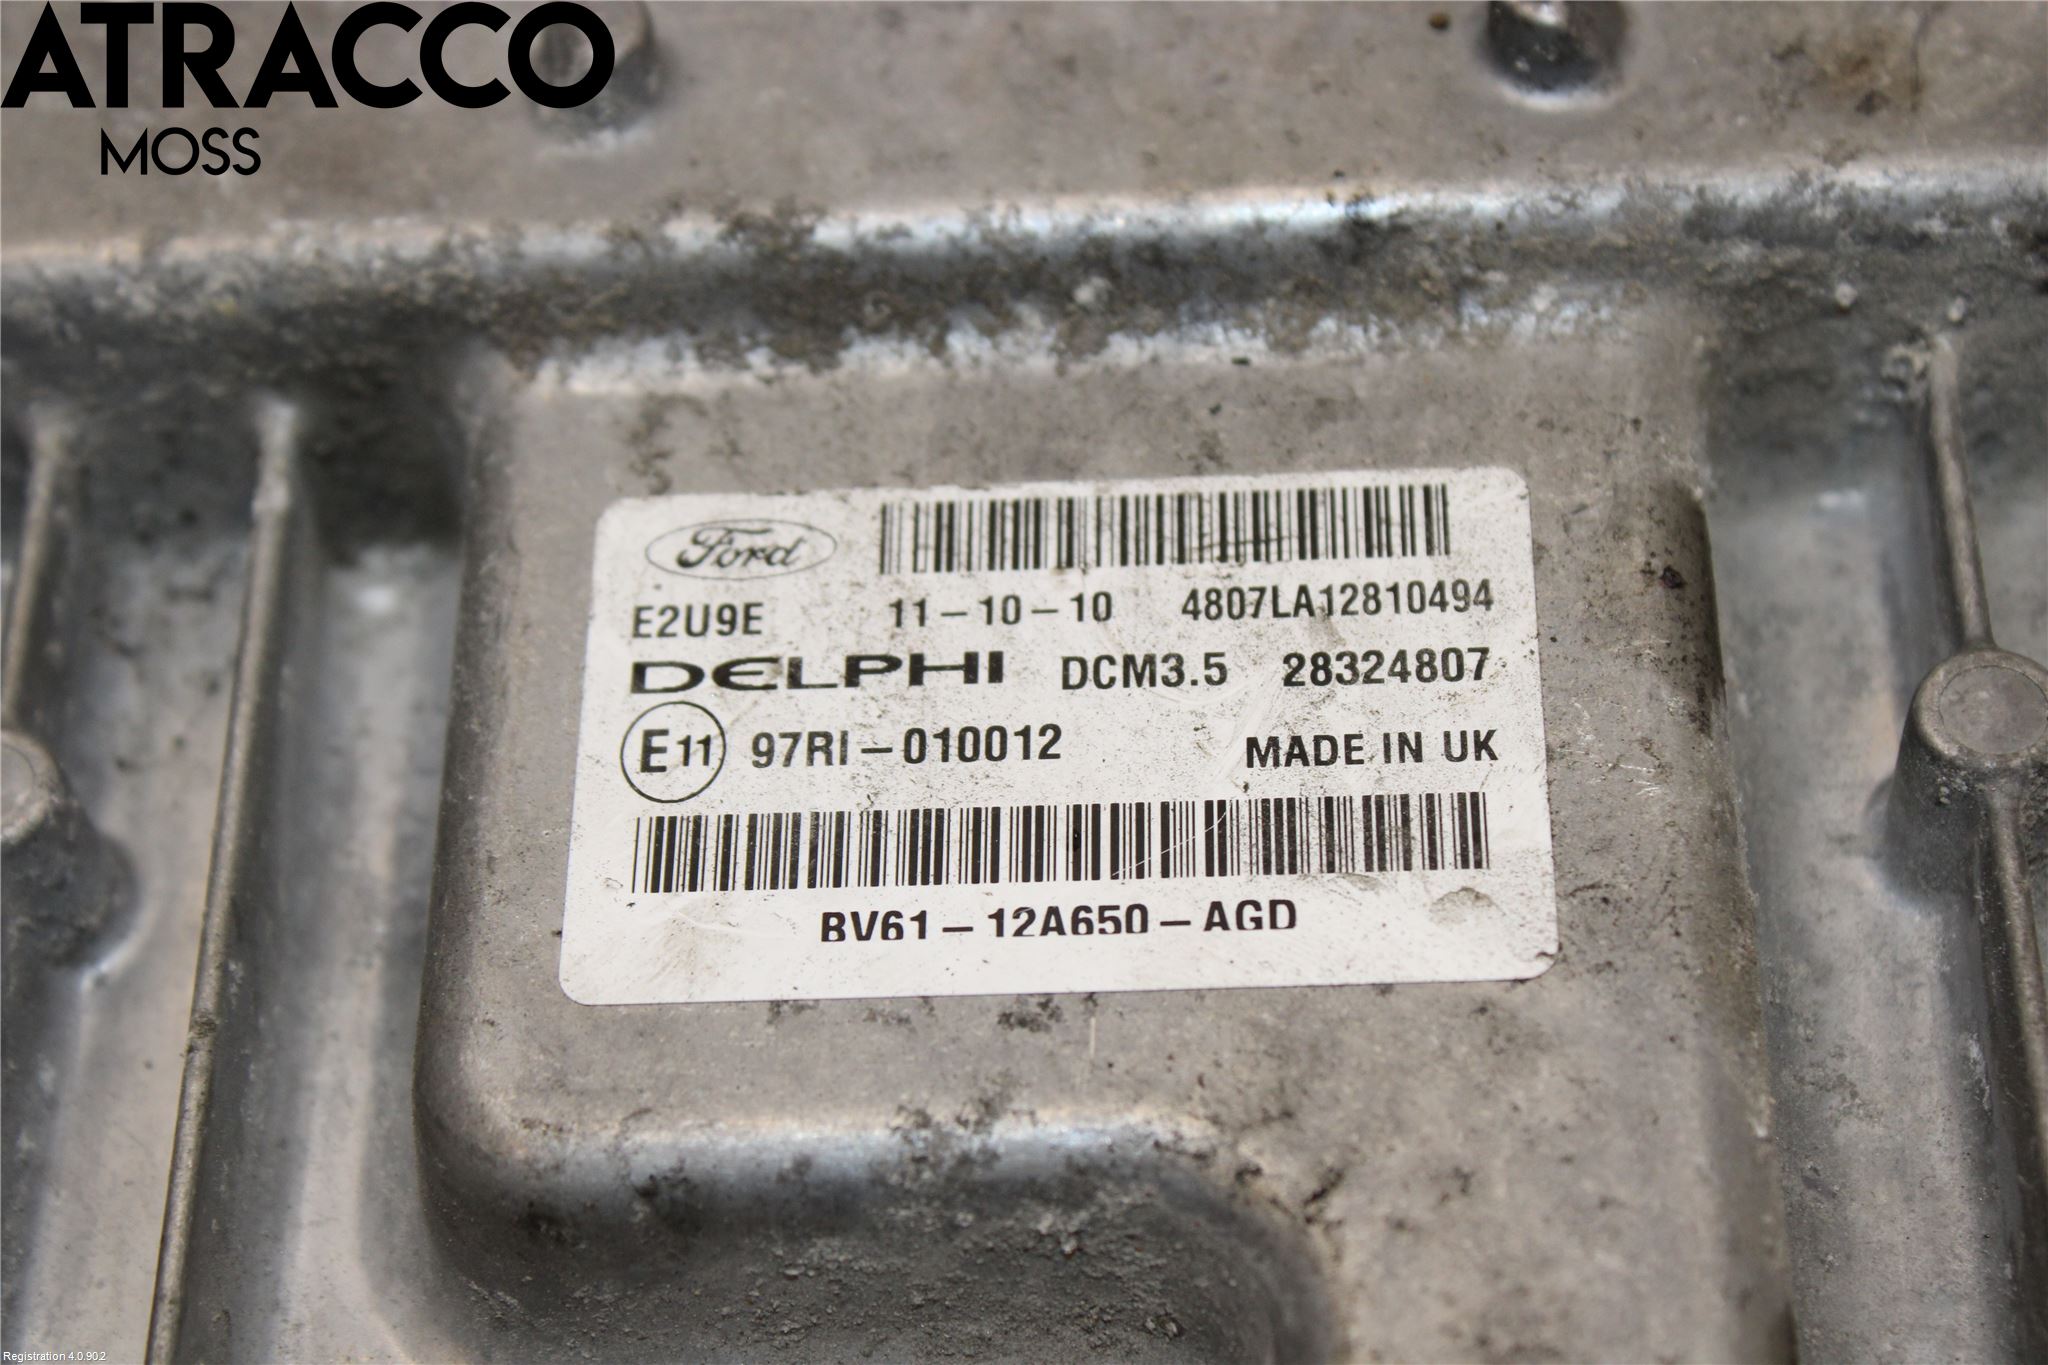 ATRACCO
MOSS
Ford
E2U9E 11-10-10 4807LA12810494
DELPHI DCM3.5 28324807
E11 97RI-010012 MADE IN UK
BV61-12A650-AGD
Registration 4.0.902